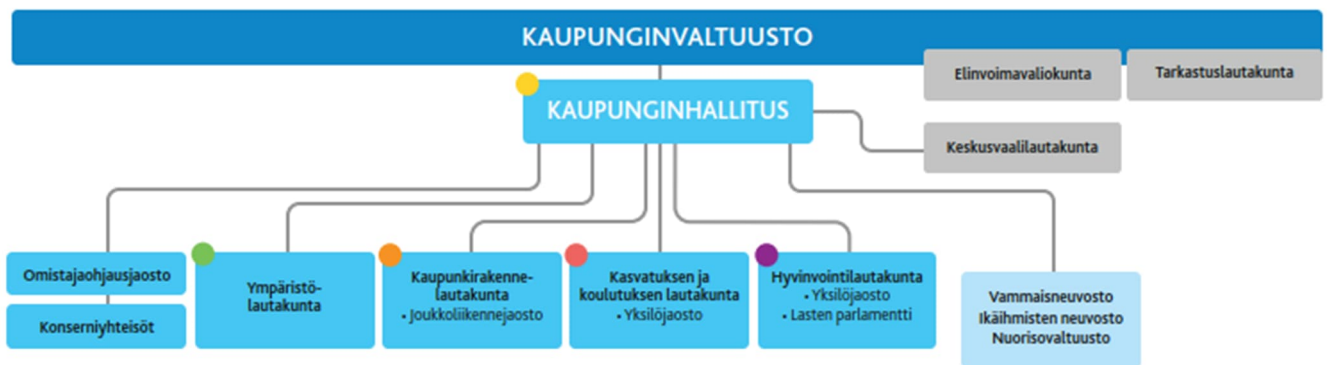 KAUPUNGINVALTUUSTO
Elinvoimavaliokunta
Tarkastuslautakunta
KAUPUNGINHALLITUS
Keskusvaalilautakunta
Omistajaohjausjaosto
Konserniyhteisöt
Ympäristö-
lautakunta
Kaupunkirakenne-
lautakunta
• Joukkoliikennejaosto
Kasvatuksen ja
koulutuksen lautakunta
• Yksilöjaosto
Hyvinvointilautakunta
• Yksilöjaosto
• Lasten parlamentti
Vammaisneuvosto
Ikäihmisten neuvosto
Nuorisovaltuusto